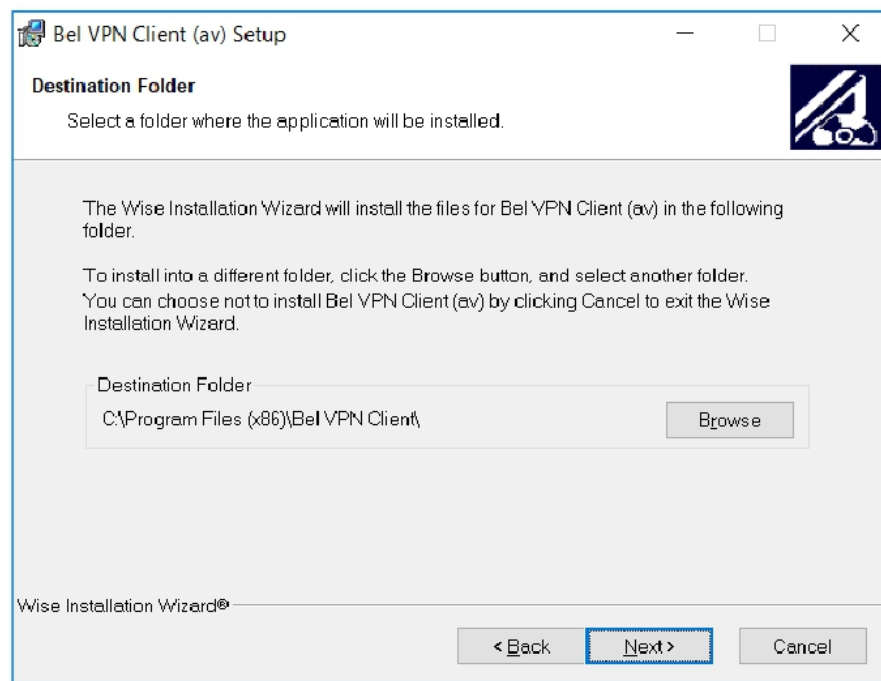 Bel VPN Client (av) Setup
Destination Folder
Select a folder where the application will be installed.
The Wise Installation Wizard will install the files for Bel VPN Client (av) in the following
folder.
To install into a different folder, click the Browse button, and select another folder.
You can choose not to install Bel VPN Client (av) by clicking Cancel to exit the Wise
Installation Wizard.
Destination Folder
C:\Program Files (x86)\Bel VPN Client\
Browse
Wise Installation Wizard®
< Back
Next >
Cancel